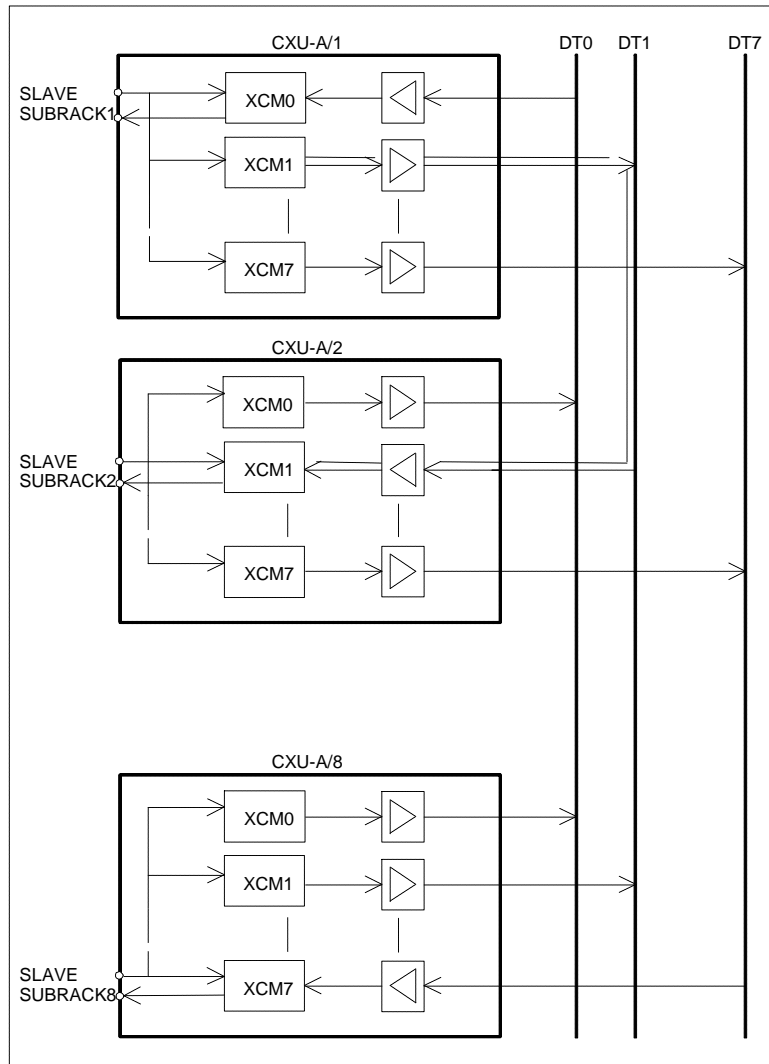 CXU-A/1 DT0 DT1 DT7
SLAVE
SUBRACK1
XCM0
XCM1
XCM7
CXU-A/2
XCM0
SLAVE
SUBRACK2
XCM1
XCM7
CXU-A/8
XCM0
XCM1
SLAVE
SUBRACK8
XCM7